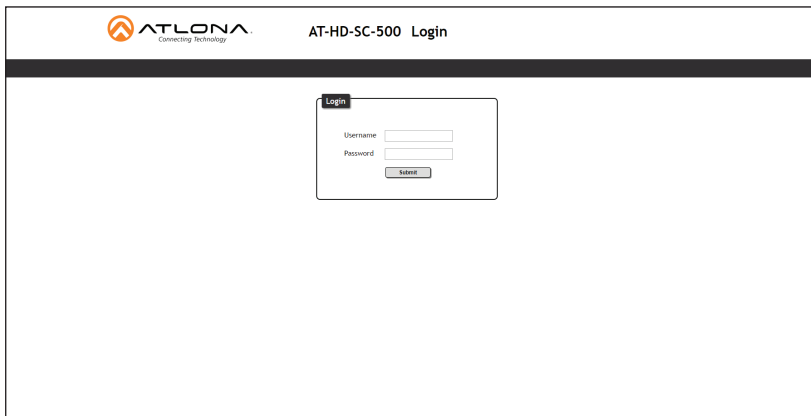 ATLONA.
Connecting Technology
AT-HD-SC-500 Login
Login
Username
Password
Submit